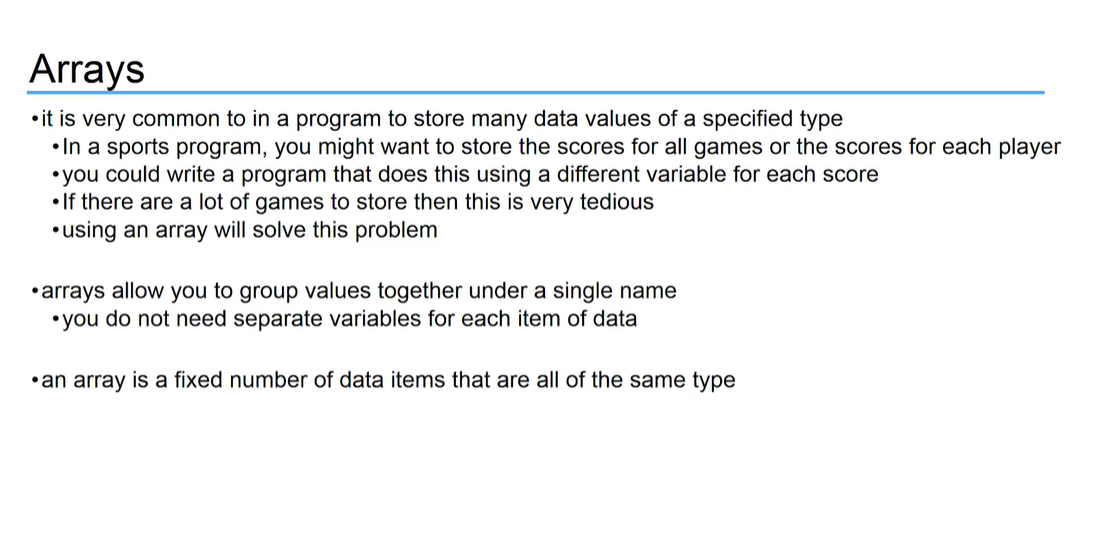 Arrays
•it is very common to in a program to store many data values of a specified type
•In a sports program, you might want to store the scores for all games or the scores for each player
•you could write a program that does this using a different variable for each score
•If there are a lot of games to store then this is very tedious
•using an array will solve this problem
•arrays allow you to group values together under a single name
•you do not need separate variables for each item of data
•an array is a fixed number of data items that are all of the same type